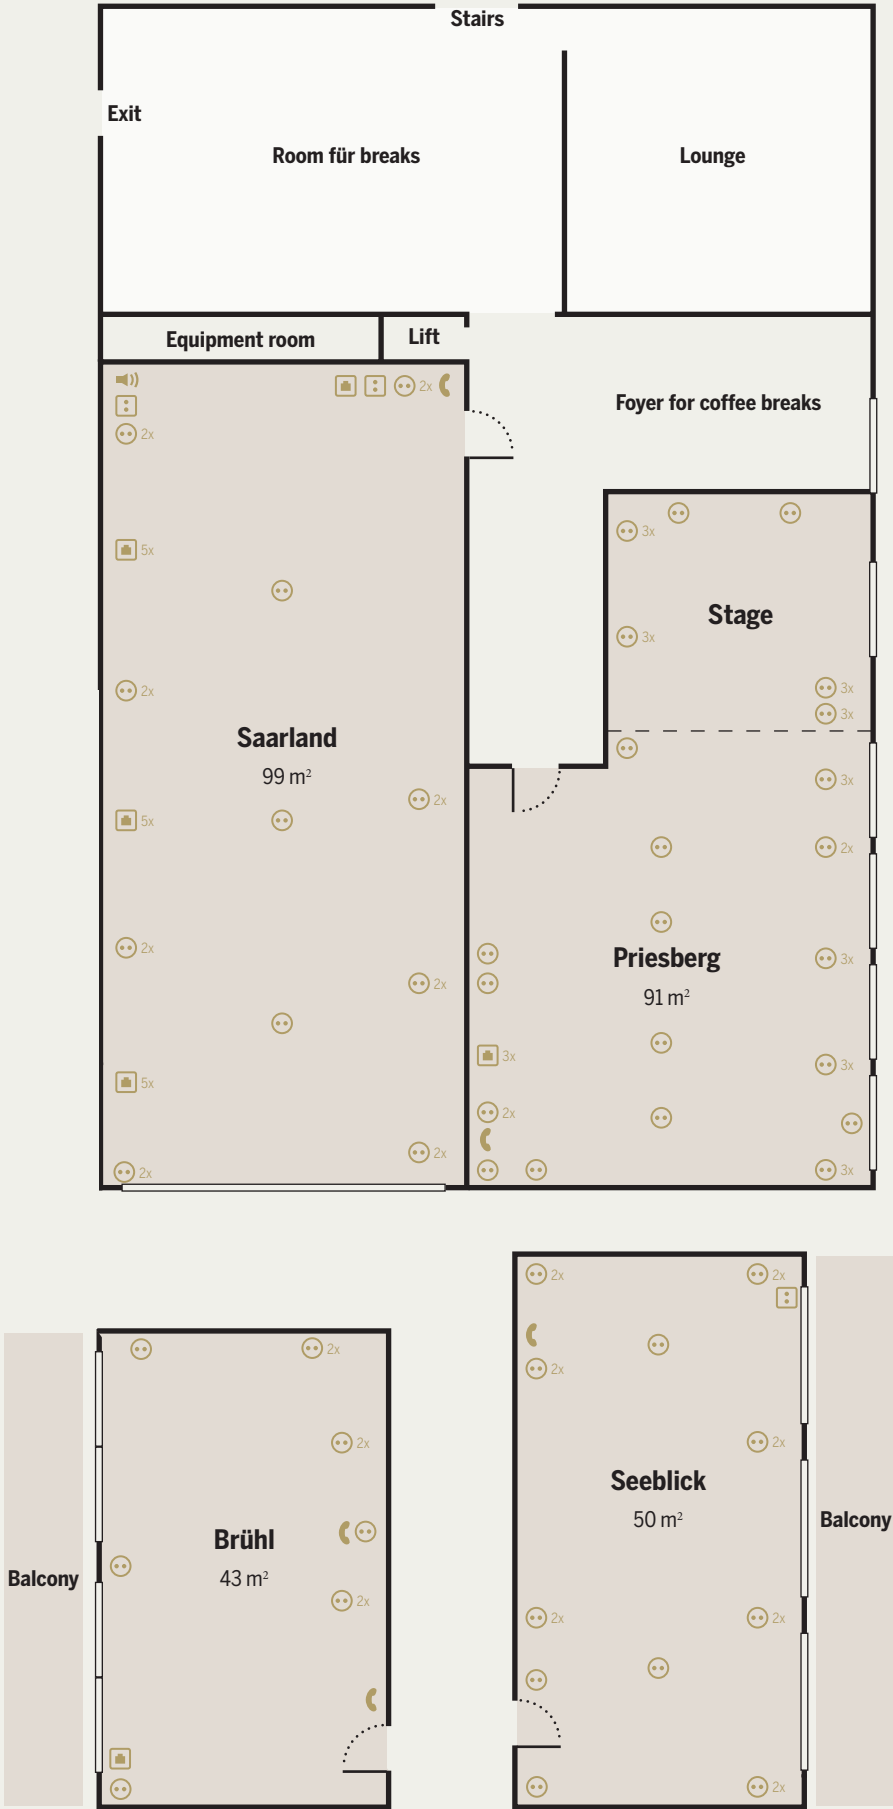 Stairs
Exit
Room für breaks
Lounge
Equipment room
Lift
Foyer for coffee breaks
2x
2x
5x
3x
3x
Stage
2x
3x
3x
Saarland
99 m²
3x
2x
5x
2x
2x
Priesberg
3x
91 m²
2x
3x
3x
5x
2x
2x
2x
3x
2x
2x
2x
2x
2x
2x
Seeblick
50 m²
Balcony
Brühl
43 m²
Balcony
2x
2x
2x
2x